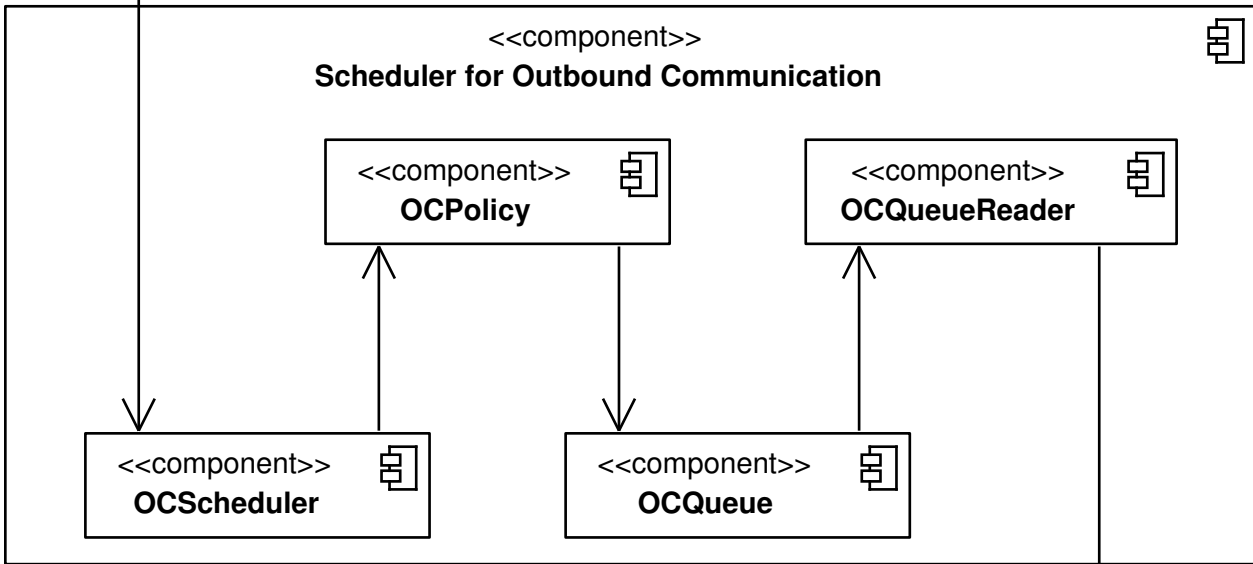 <<component>>
Scheduler for Outbound Communication
<<component>>
OCPolicy
<<component>>
OCQueueReader
<<component>>
OCScheduler
<<component>>
OCQueue